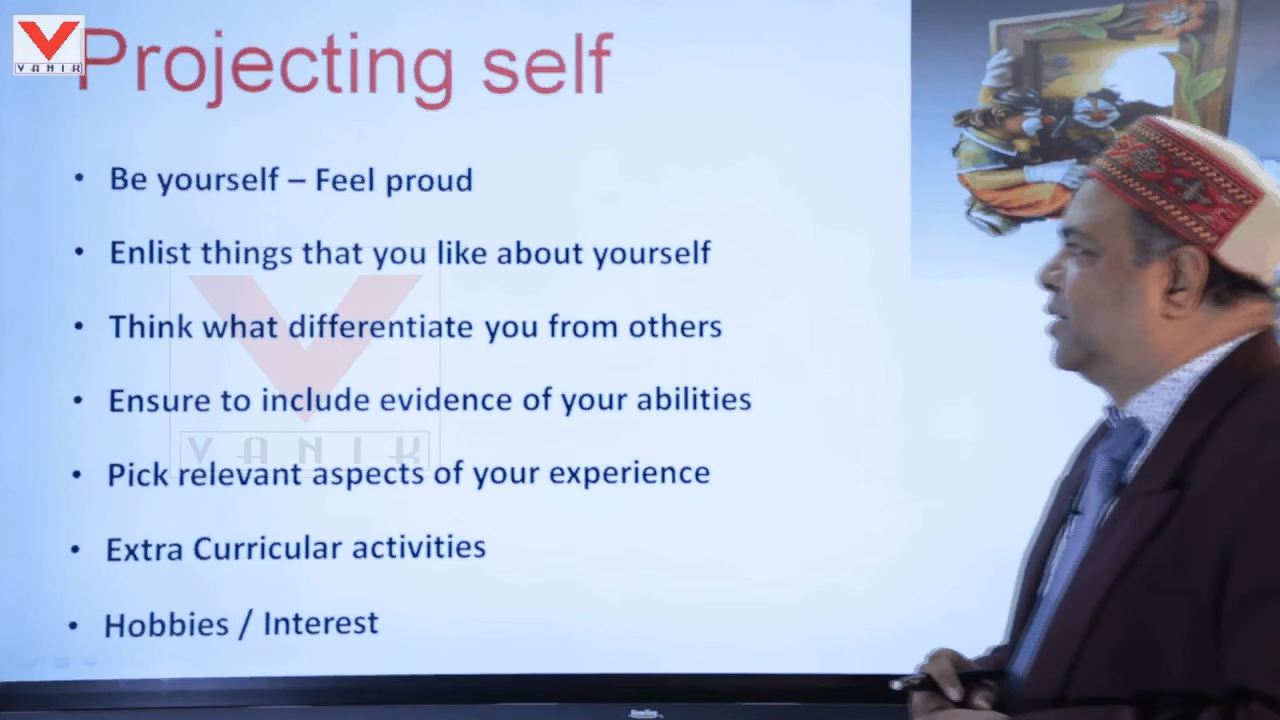 VANIK
Projecting self
• Be yourself – Feel proud
• Enlist things that you like about yourself
• Think what differentiate you from others
• Ensure to include evidence of your abilities
VANIK
• Pick relevant aspects of your experience
• Extra Curricular activities
• Hobbies / Interest